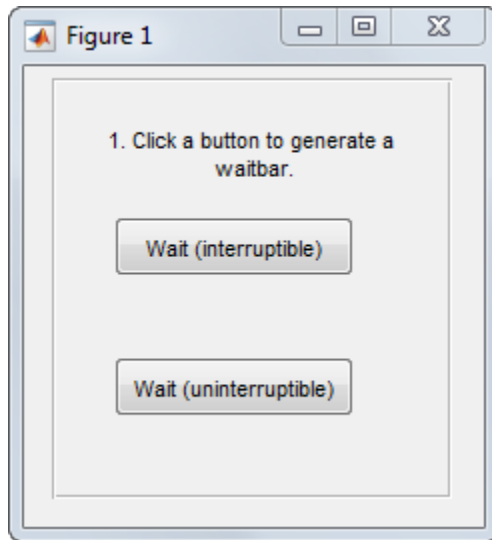 Figure 1
1. Click a button to generate a
waitbar.
Wait (interruptible)
Wait (uninterruptible)